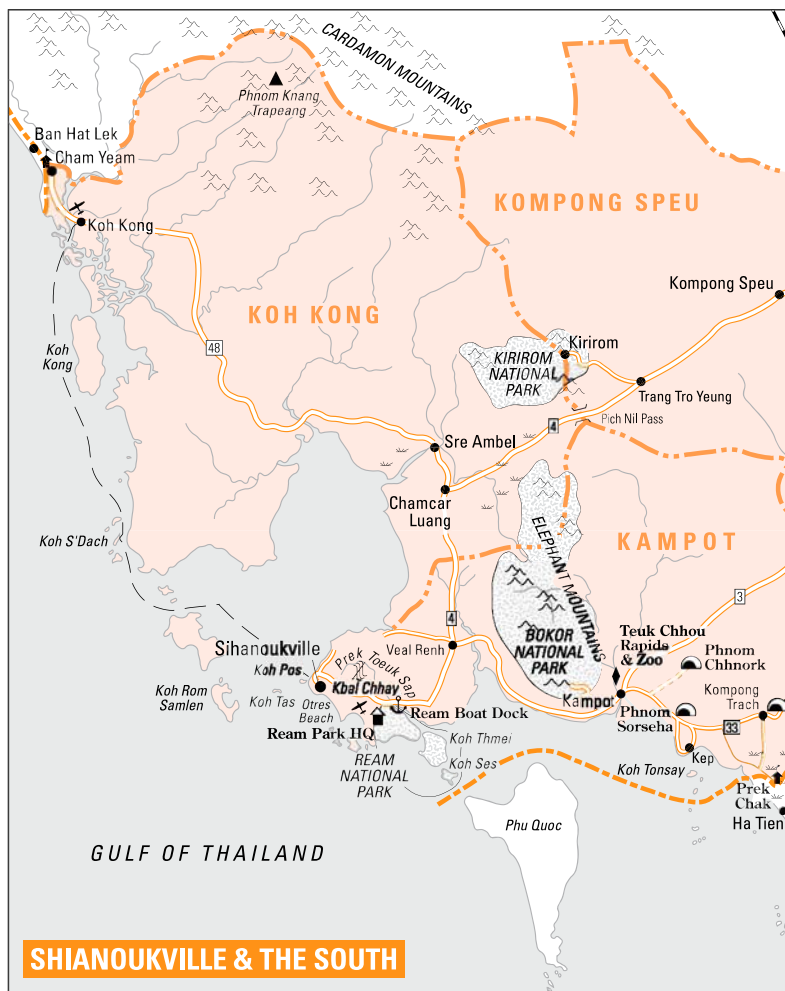 CARDAMON MOUNTAINS
Phnom Knang
Trapeang
Ban Hat Lek
Cham Yeam
KOMPONG SPEU
Koh Kong
Kompong Speu
KOH KONG
48
Koh
Kong
Kirirom
KIRIROM
NATIONAL
PARK
Trang Tro Yeung
4
Pich Nil Pass
Sre Ambel
Chamcar
Luang
ELEPHANT MOUNTAINS
KAMPOT
Koh S'Dach
3
4
Teuk Chhou
Rapids
& Zoo
BOKOR
NATIONAL
PARK
Phnom
Chhnork
Sihanoukville
Veal Renh
Prek Toeuk Sap
Koh Pos
Kbal Chhay
Koh Rom
Samlen
Koh Tas
Otres
Beach
Kampot
Kompong
Trach
Phnom
Sorseha
33
Ream Boat Dock
Ream Park HQ
Koh Thmei
Koh Ses
REAM
NATIONAL
PARK
Kep
Koh Tonsay
Prek
Chak
Ha Tien
Phu Quoc
GULF OF THAILAND
SHIANOUKVILLE & THE SOUTH